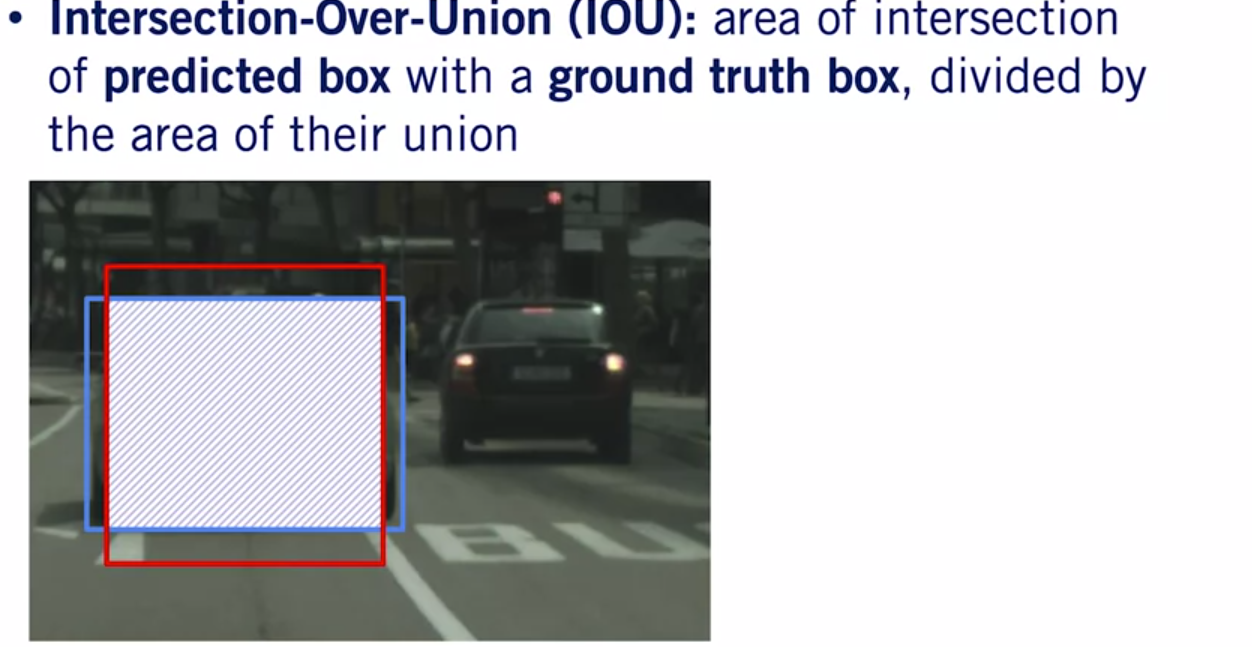 • Intersection-Over-Union (IOU): area of intersection
of predicted box with a ground truth box, divided by
the area of their union
BU